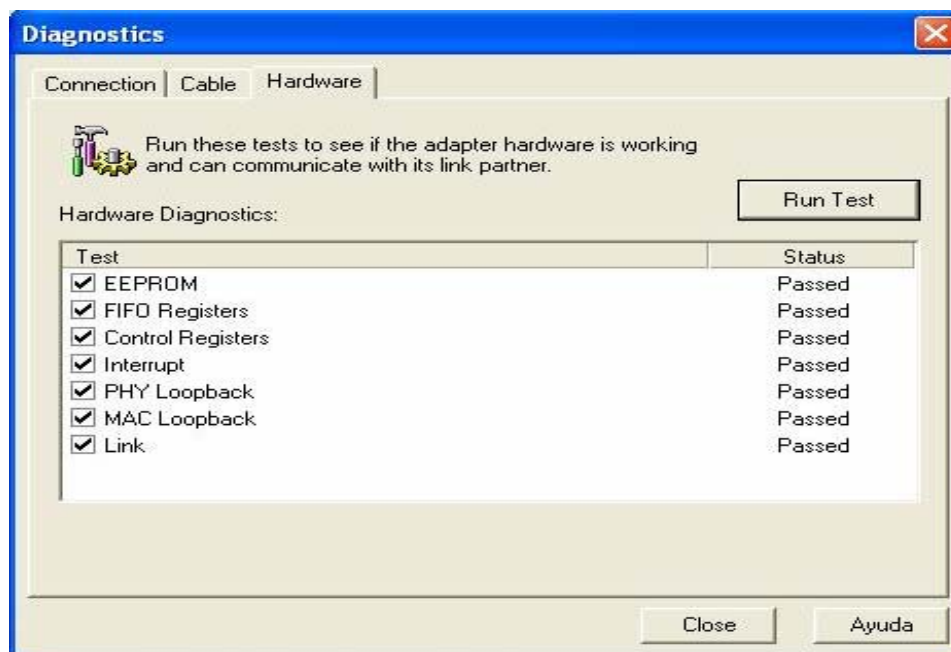 Diagnostics
Connection Cable Hardware
Run these tests to see if the adapter hardware is working
and can communicate with its link partner.
Run Test
Hardware Diagnostics:
Test Status
EEPROM Passed
FIFO Registers Passed
Control Registers Passed
Interrupt Passed
PHY Loopback Passed
MAC Loopback Passed
Link Passed
Close Ayuda